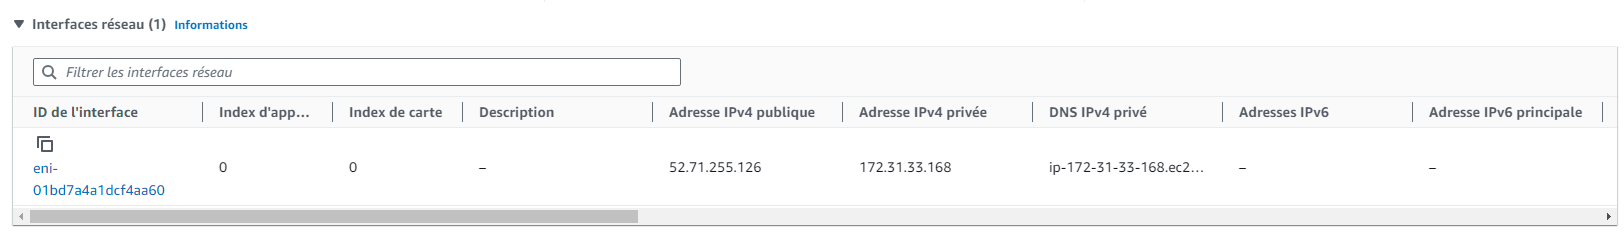 Interfaces réseau (1) Informations
Filtrer les interfaces réseau
ID de l'interface Index d'app... Index de carte Description Adresse IPv4 publique Adresse IPv4 privée DNS IPv4 privé Adresses IPv6 Adresse IPv6 principale
eni-
01bd7a4a1dcf4aa60 0 0 – 52.71.255.126 172.31.33.168 ip-172-31-33-168.ec2... – –